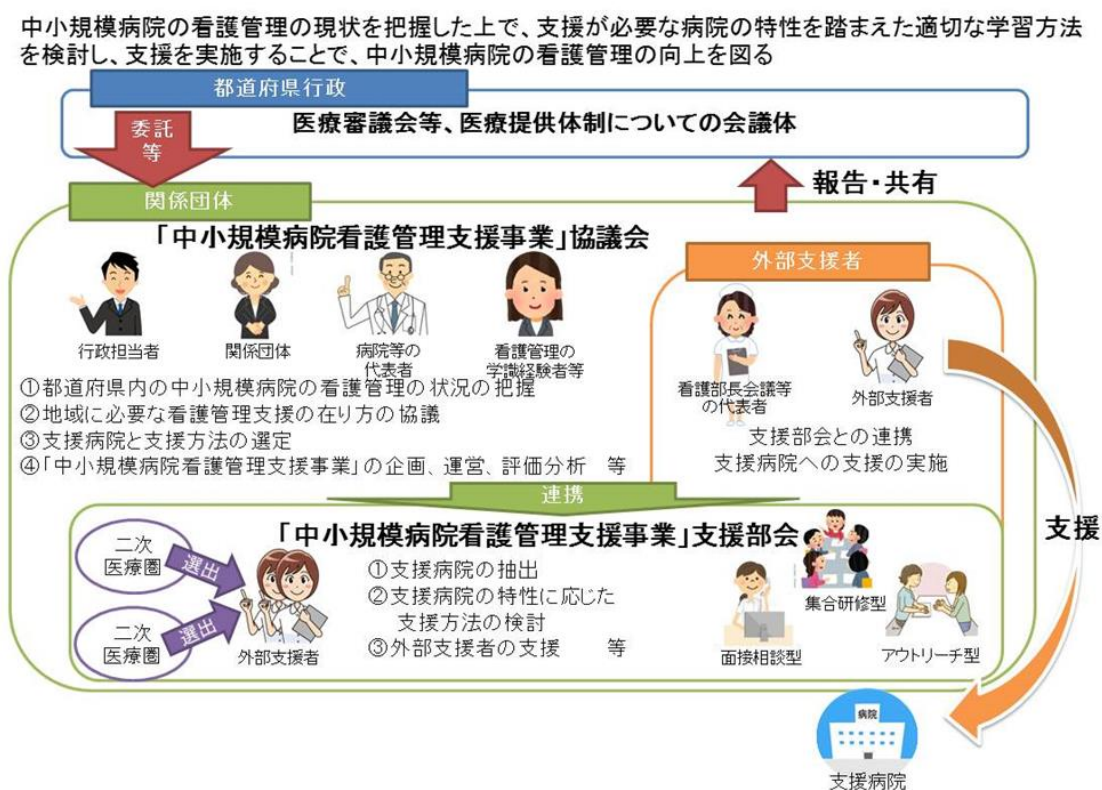 中小規模病院の看護管理の現状を把握した上で、支援が必要な病院の特性を踏まえた適切な学習方法
を検討し、支援を実施することで、中小規模病院の看護管理の向上を図る
都道府県行政
医療審議会等、医療提供体制についての会議体
委託
等
報告・共有
関係団体
「中小規模病院看護管理支援事業」協議会
行政担当者
関係団体
病院等の
代表者
看護管理の
学識経験者等
①都道府県内の中小規模病院の看護管理の状況の把握
②地域に必要な看護管理支援の在り方の協議
③支援病院と支援方法の選定
④「中小規模病院看護管理支援事業」の企画、運営、評価分析　等
外部支援者
看護部長会議等
の代表者
外部支援者
支援部会との連携
支援病院への支援の実施
連携
「中小規模病院看護管理支援事業」支援部会
二次
医療圏
選出
二次
医療圏
選出
外部支援者
①支援病院の抽出
②支援病院の特性に応じた
支援方法の検討
③外部支援者の支援　等
面接相談型
集合研修型
アウトリーチ型
支援
病院
支援病院